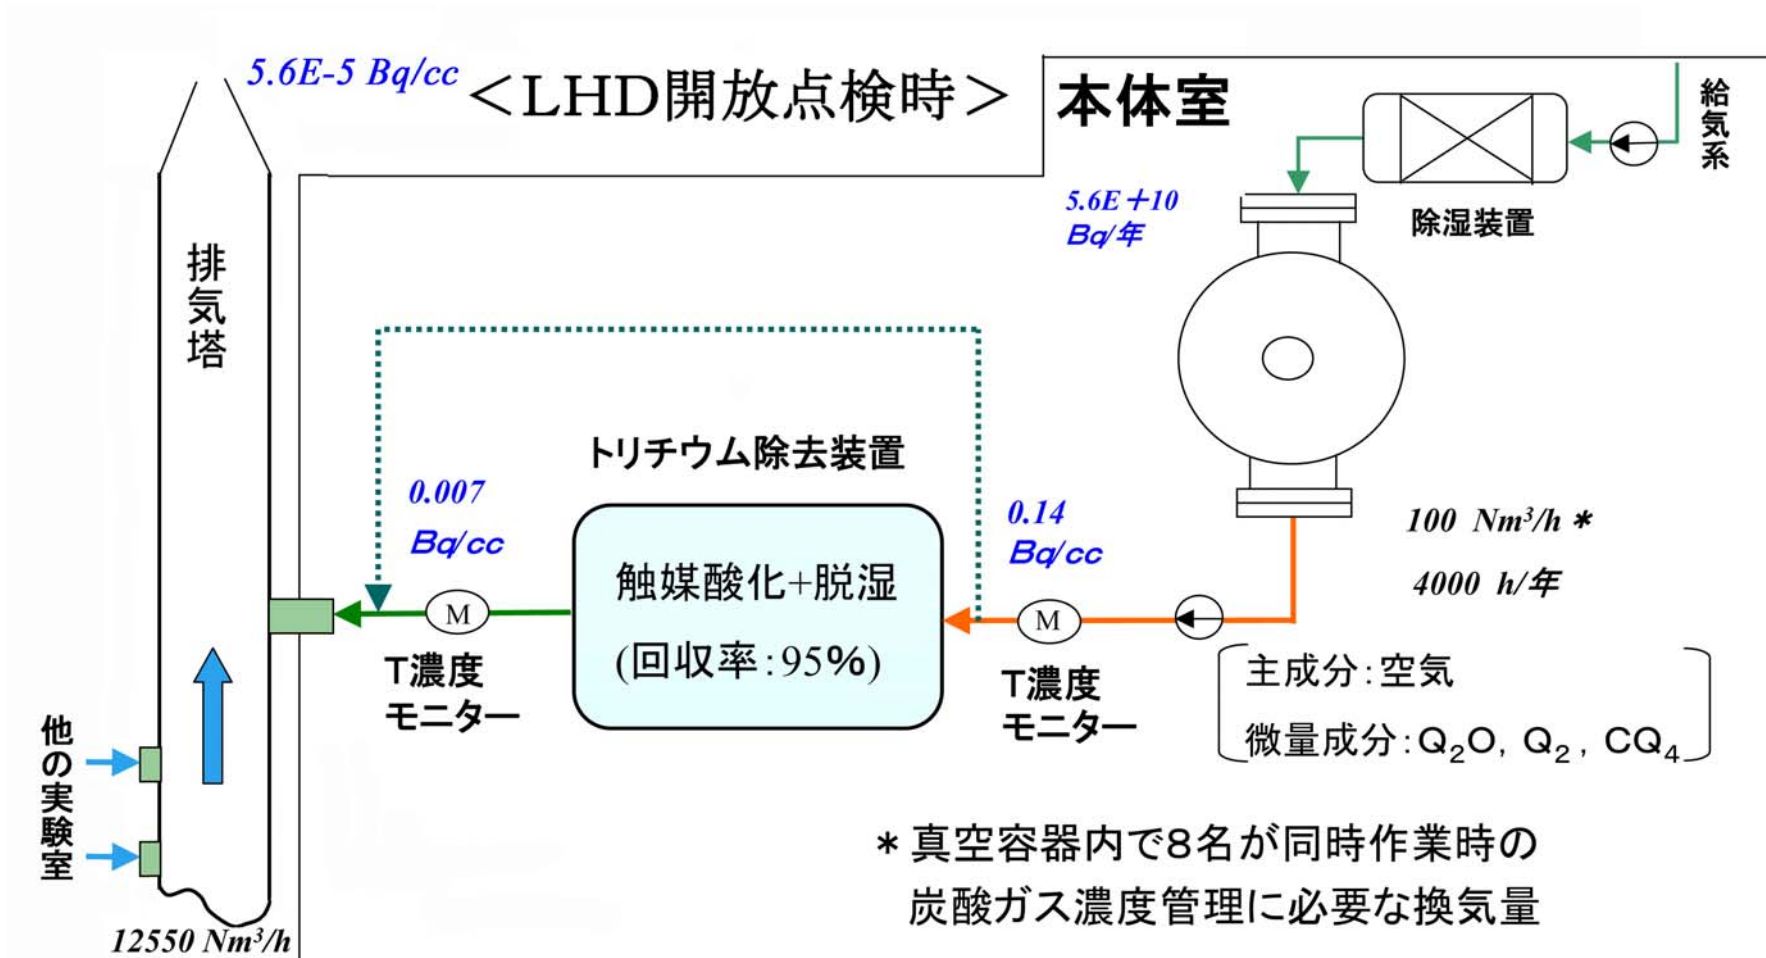 5.6E-5 Bq/cc
＜LHD開放点検時＞
本体室
給気系
5.6E＋10
Bq/年
除湿装置
排気塔
トリチウム除去装置
0.007
Bq/cc
0.14
Bq/cc
100 Nm³/h＊
4000 h/年
触媒酸化+脱湿
(回収率：95%)
M
M
T濃度
モニター
T濃度
モニター
主成分：空気
微量成分：Q₂O, Q₂, CQ₄
他の実験室
＊真空容器内で8名が同時作業時の
炭酸ガス濃度管理に必要な換気量
12550 Nm³/h